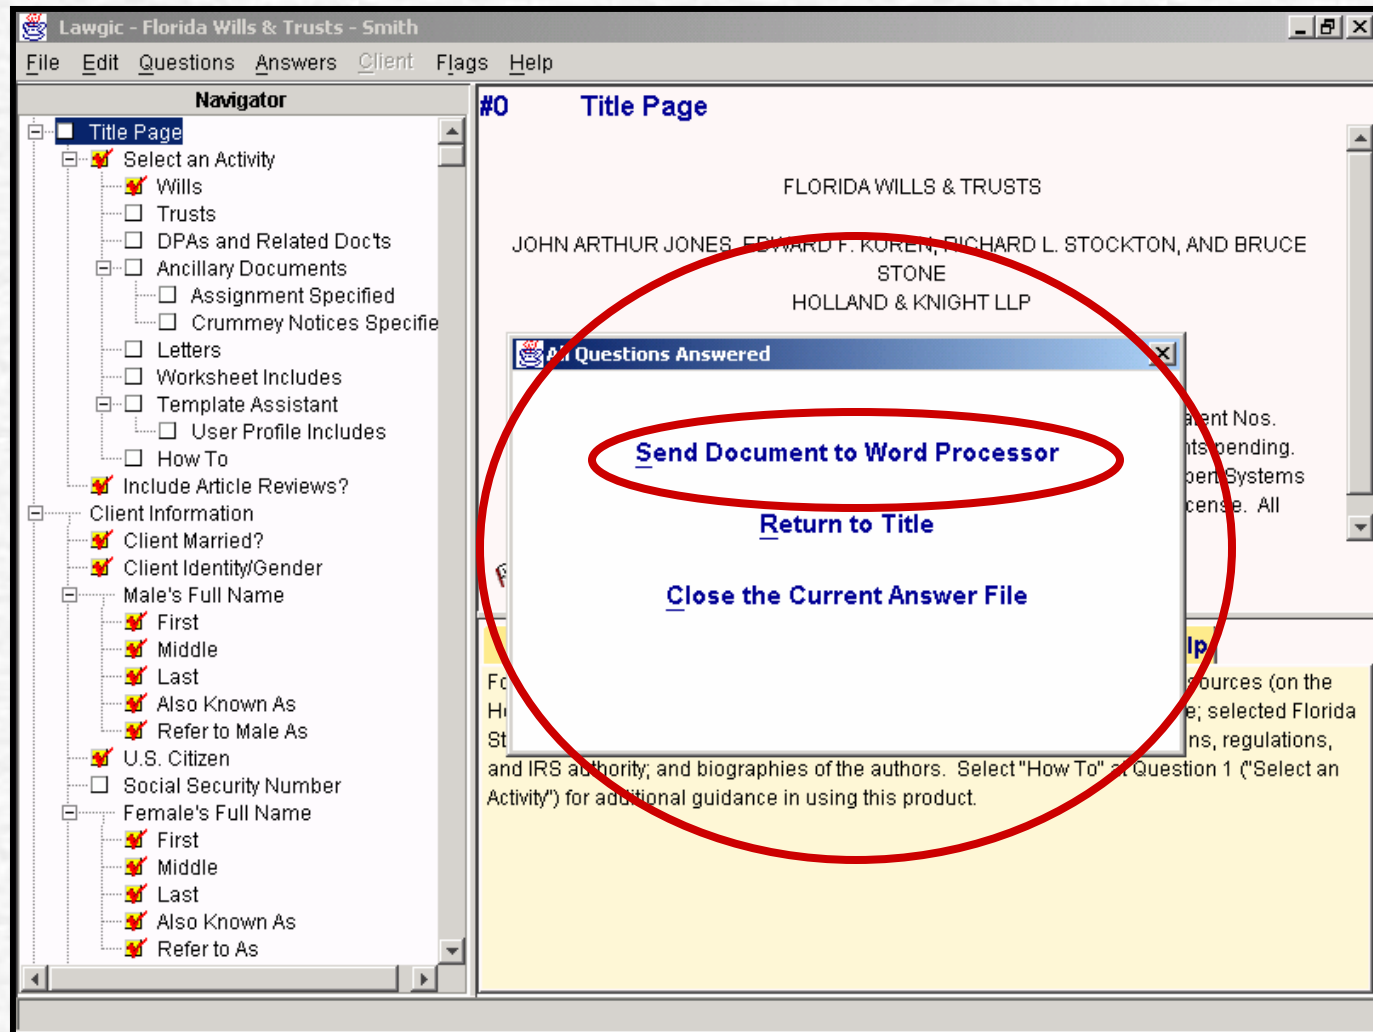 Lawgic - Florida Wills & Trusts - Smith
File Edit Questions Answers Client Flags Help
Navigator
Title Page
Select an Activity
Wills
Trusts
DPAs and Related Doc'ts
Ancillary Documents
Assignment Specified
Crummey Notices Specifie
Letters
Worksheet Includes
Template Assistant
User Profile Includes
How To
Include Article Reviews?
Client Information
Client Married?
Client Identity/Gender
Male's Full Name
First
Middle
Last
Also Known As
Refer to Male As
U.S. Citizen
Social Security Number
Female's Full Name
First
Middle
Last
Also Known As
Refer to As
#0 Title Page
FLORIDA WILLS & TRUSTS
JOHN ARTHUR JONES, EDWARD F. KOREN, RICHARD L. STOCKTON, AND BRUCE
STONE
HOLLAND & KNIGHT LLP
All Questions Answered
Send Document to Word Processor
Return to Title
Close the Current Answer File
Nos.
pending.
Systems
All
sources (on the
selected Florida
regulations,
and IRS authority; and biographies of the authors. Select "How To" at Question 1 ("Select an
Activity") for additional guidance in using this product.